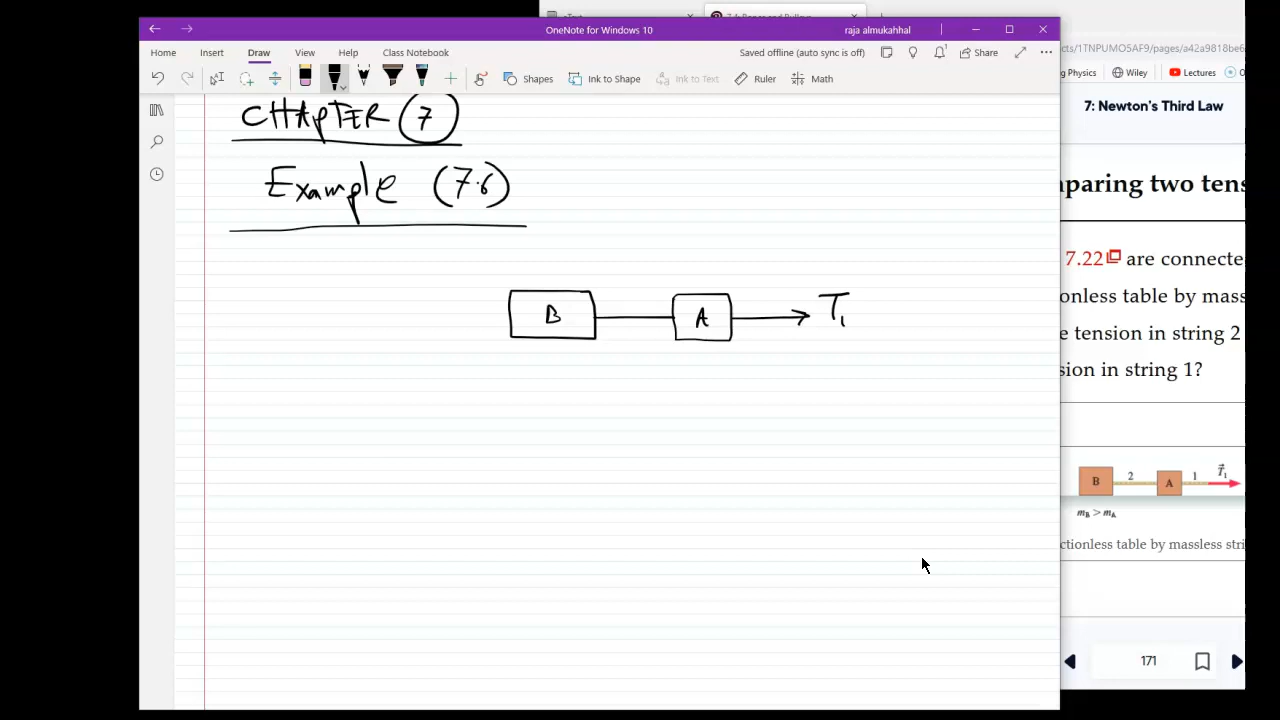 OneNote for Windows 10
raja almukahhal
Home Insert Draw View Help Class Notebook
Saved offline (auto sync is off)
Share
Shapes Ink to Shape Ink to Text Ruler Math
CHAPTER (7)
Example (7.6)
B A T1
Physics Wiley Lectures
7: Newton's Third Law
paring two tens
7.22 are connecte
onless table by mass
e tension in string 2
sion in string 1?
B 2 A 1 T1
mB > mA
ctionless table by massless stri
171